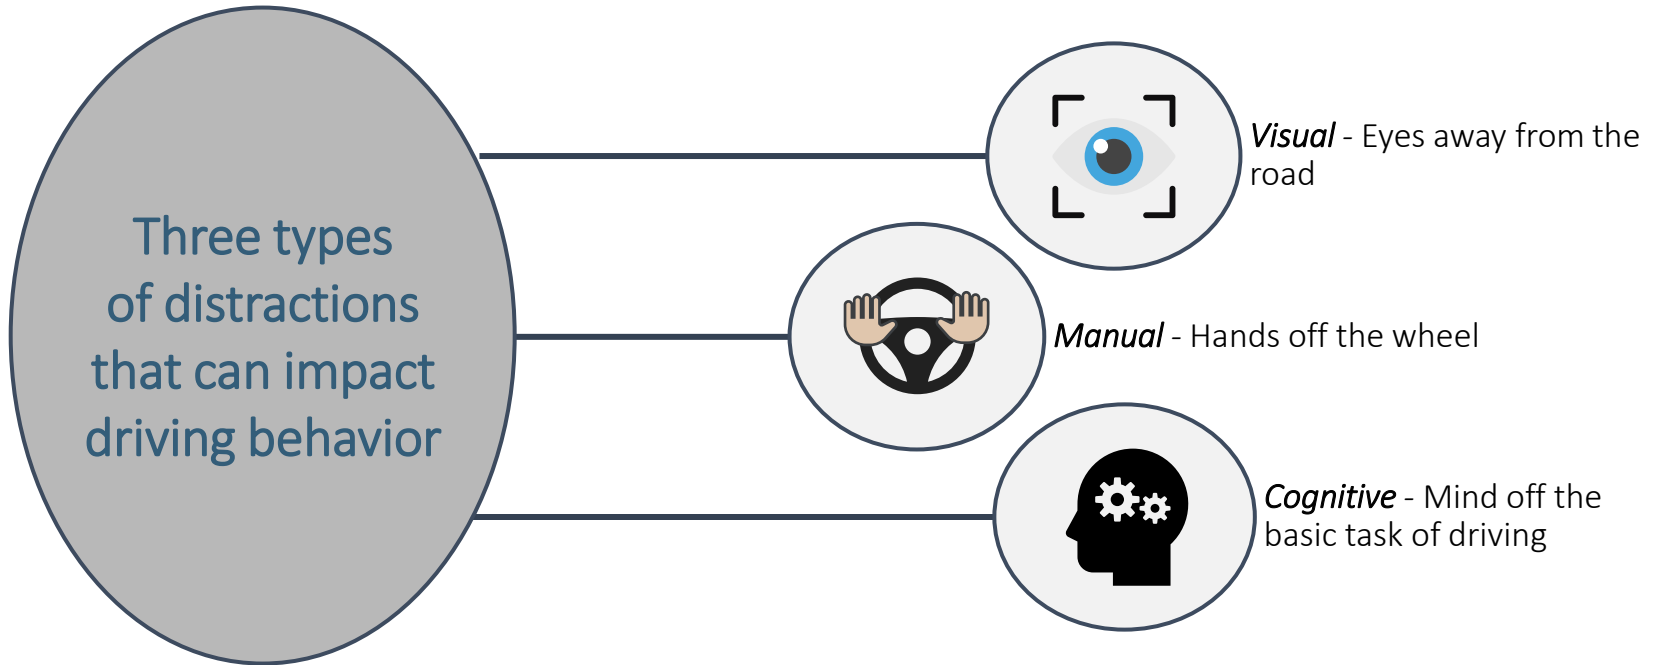 Three types
of distractions
that can impact
driving behavior
Visual - Eyes away from the
road
Manual - Hands off the wheel
Cognitive - Mind off the
basic task of driving